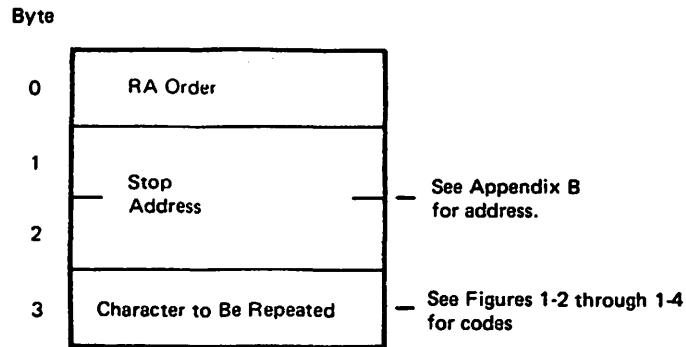 Byte
0 RA Order
1
Stop
Address
See Appendix B
for address.
2
3 Character to Be Repeated
See Figures 1-2 through 1-4
for codes